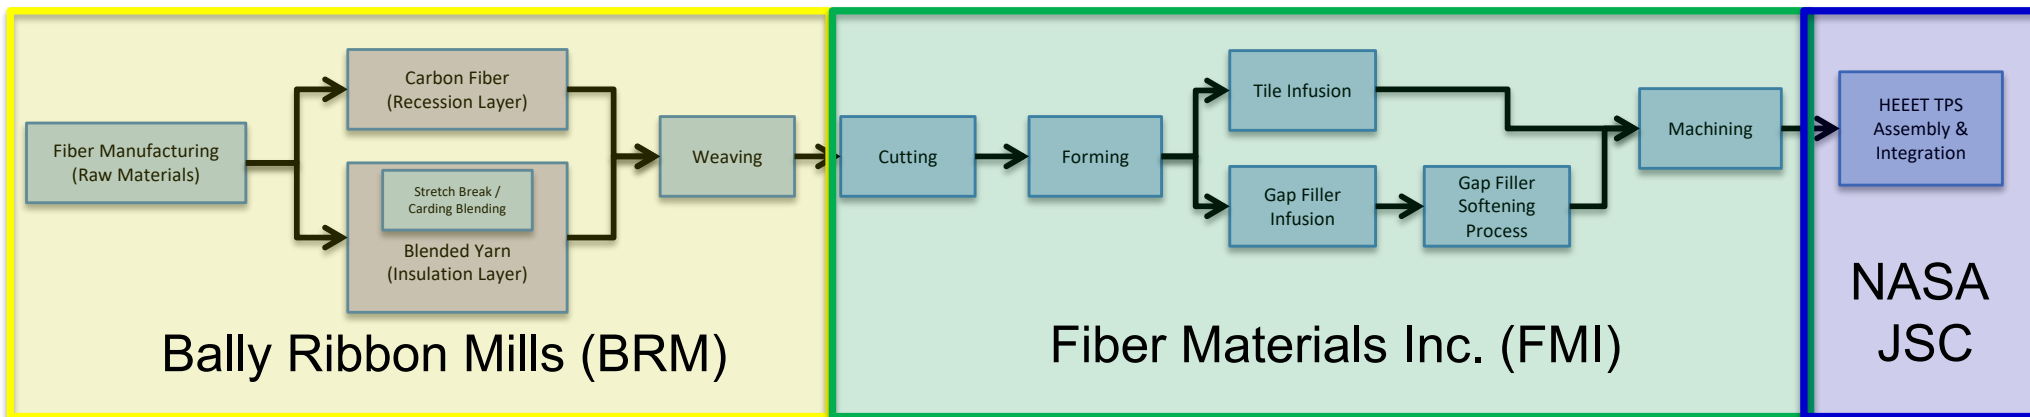 Fiber Manufacturing
(Raw Materials)
Carbon Fiber
(Recession Layer)
Stretch Break /
Carding Blending
Blended Yarn
(Insulation Layer)
Weaving
Bally Ribbon Mills (BRM)
Cutting
Forming
Tile Infusion
Gap Filler
Infusion
Gap Filler
Softening
Process
Machining
Fiber Materials Inc. (FMI)
HEEET TPS
Assembly &
Integration
NASA
JSC